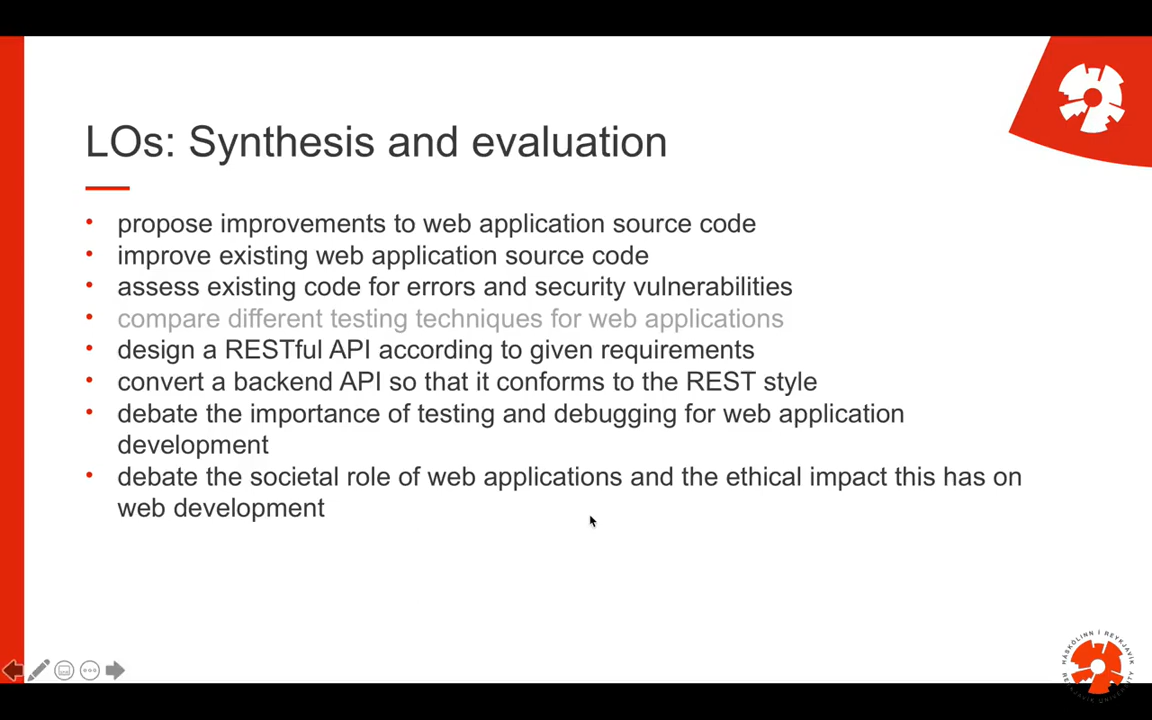 LOs: Synthesis and evaluation
• propose improvements to web application source code
• improve existing web application source code
• assess existing code for errors and security vulnerabilities
• compare different testing techniques for web applications
• design a RESTful API according to given requirements
• convert a backend API so that it conforms to the REST style
• debate the importance of testing and debugging for web application
development
• debate the societal role of web applications and the ethical impact this has on
web development
HÁSKÓLINN Í REYKJAVÍK
REYKJAVIK UNIVERSITY